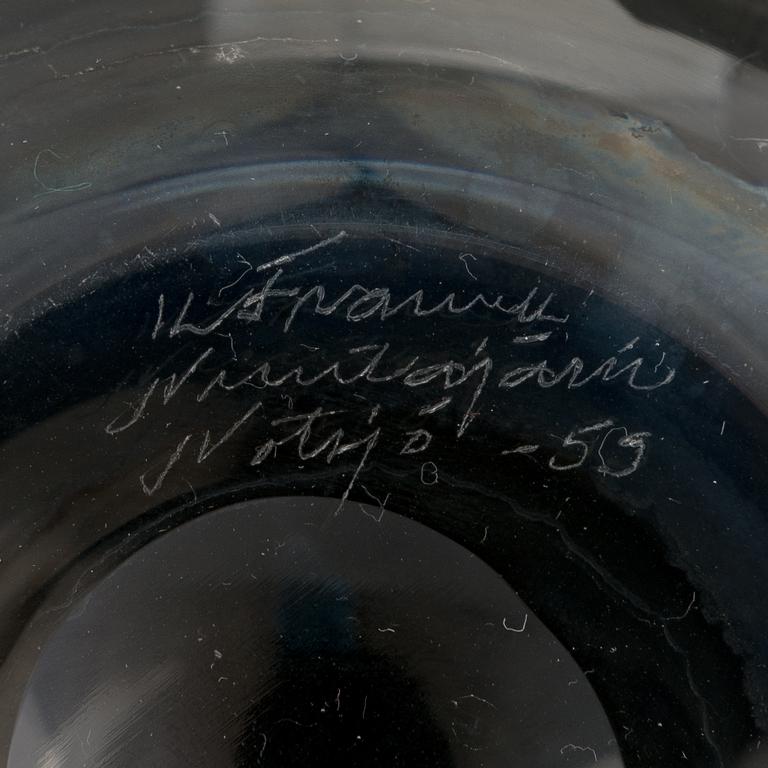 K Franck
Nuutajärvi
Notsjö -59